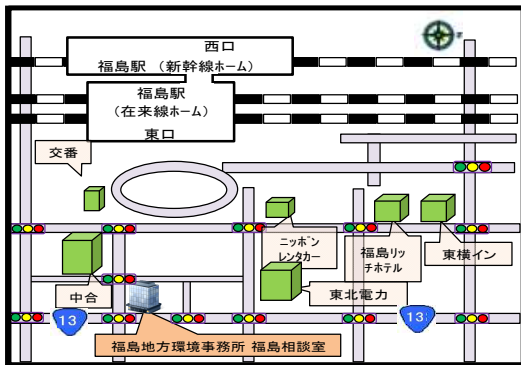 西口
福島駅 (新幹線ホーム)
福島駅
(在来線ホーム)
東口
交番
ニッポン
レンタカー
福島リッ
チホテル
東横イン
中合
東北電力
13
13
福島地方環境事務所 福島相談室